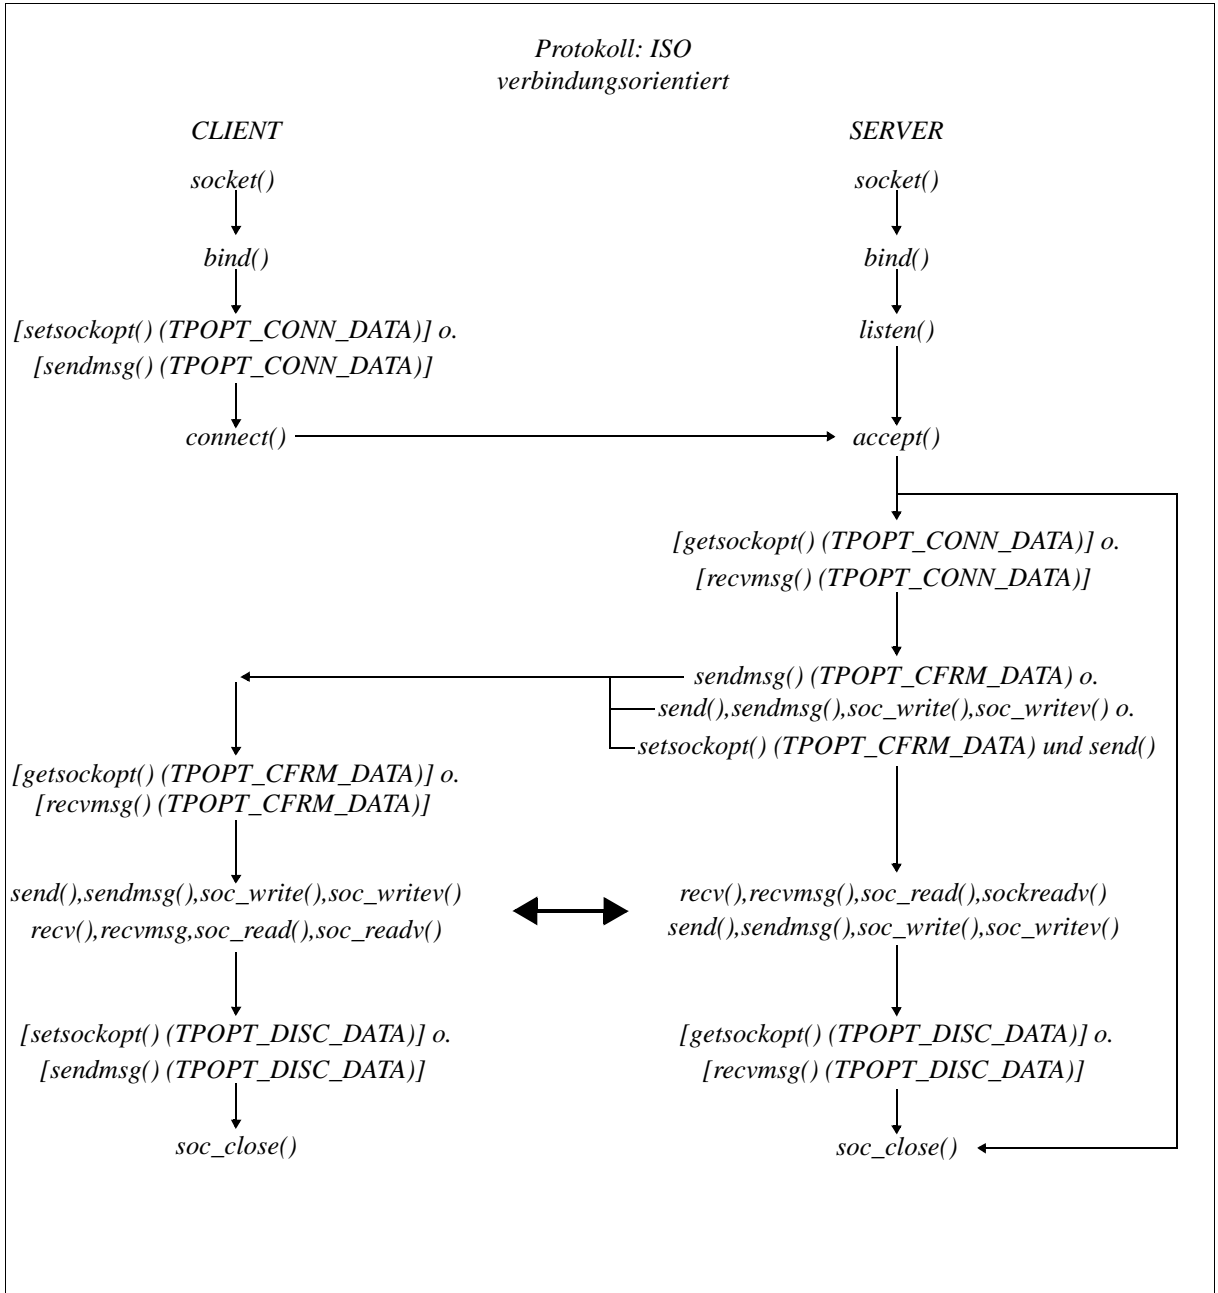 Protokoll: ISO
verbindungsorientiert
CLIENT
SERVER
socket()
socket()
bind()
bind()
[setsockopt() (TPOPT_CONN_DATA)] o.
listen()
[sendmsg() (TPOPT_CONN_DATA)]
connect()
accept()
[getsockopt() (TPOPT_CONN_DATA)] o.
[recvmsg() (TPOPT_CONN_DATA)]
sendmsg() (TPOPT_CFRM_DATA) o.
send(),sendmsg(),soc_write(),soc_writev() o.
setsockopt() (TPOPT_CFRM_DATA) und send()
[getsockopt() (TPOPT_CFRM_DATA)] o.
[recvmsg() (TPOPT_CFRM_DATA)]
send(),sendmsg(),soc_write(),soc_writev()
recv(),recvmsg,soc_read(),soc_readv()
recv(),recvmsg(),soc_read(),sockreadv()
send(),sendmsg(),soc_write(),soc_writev()
[setsockopt() (TPOPT_DISC_DATA)] o.
[sendmsg() (TPOPT_DISC_DATA)]
[getsockopt() (TPOPT_DISC_DATA)] o.
[recvmsg() (TPOPT_DISC_DATA)]
soc_close()
soc_close()